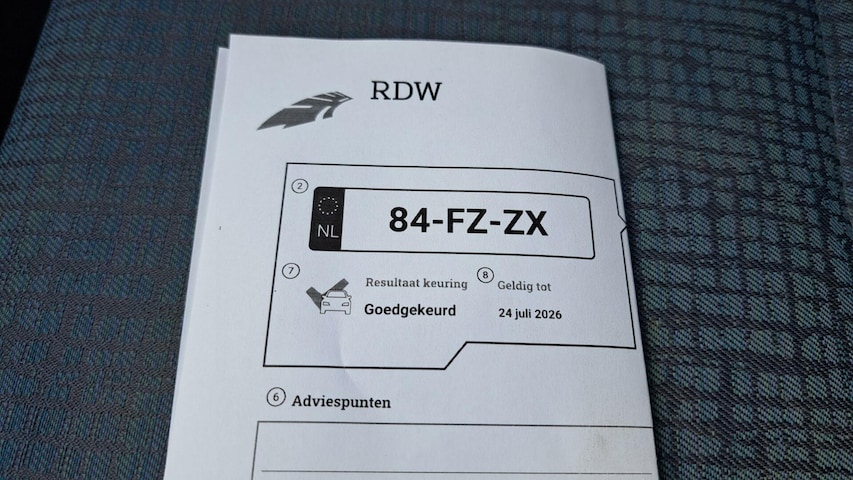 RDW
2
NL
84-FZ-ZX
7 Resultaat keuring 8 Geldig tot
Goedgekeurd 24 juli 2026
6 Adviespunten